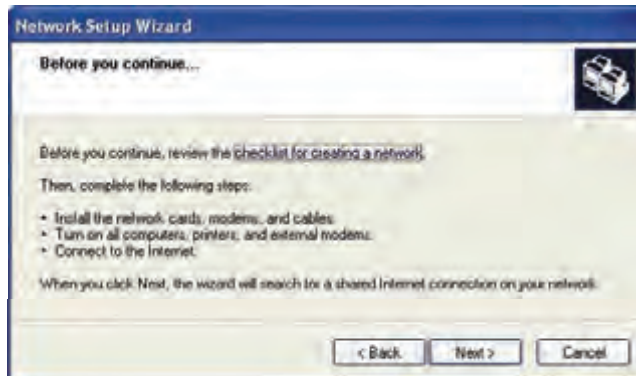 Network Setup Wizard
Before you continue...
Before you continue, review the checklist for creating a network.
Then, complete the following steps:
• Install the network cards, modems, and cables.
• Turn on all computers, printers, and external modems.
• Connect to the Internet.
When you click Next, the wizard will search for a shared Internet connection on your network.
< Back Next > Cancel